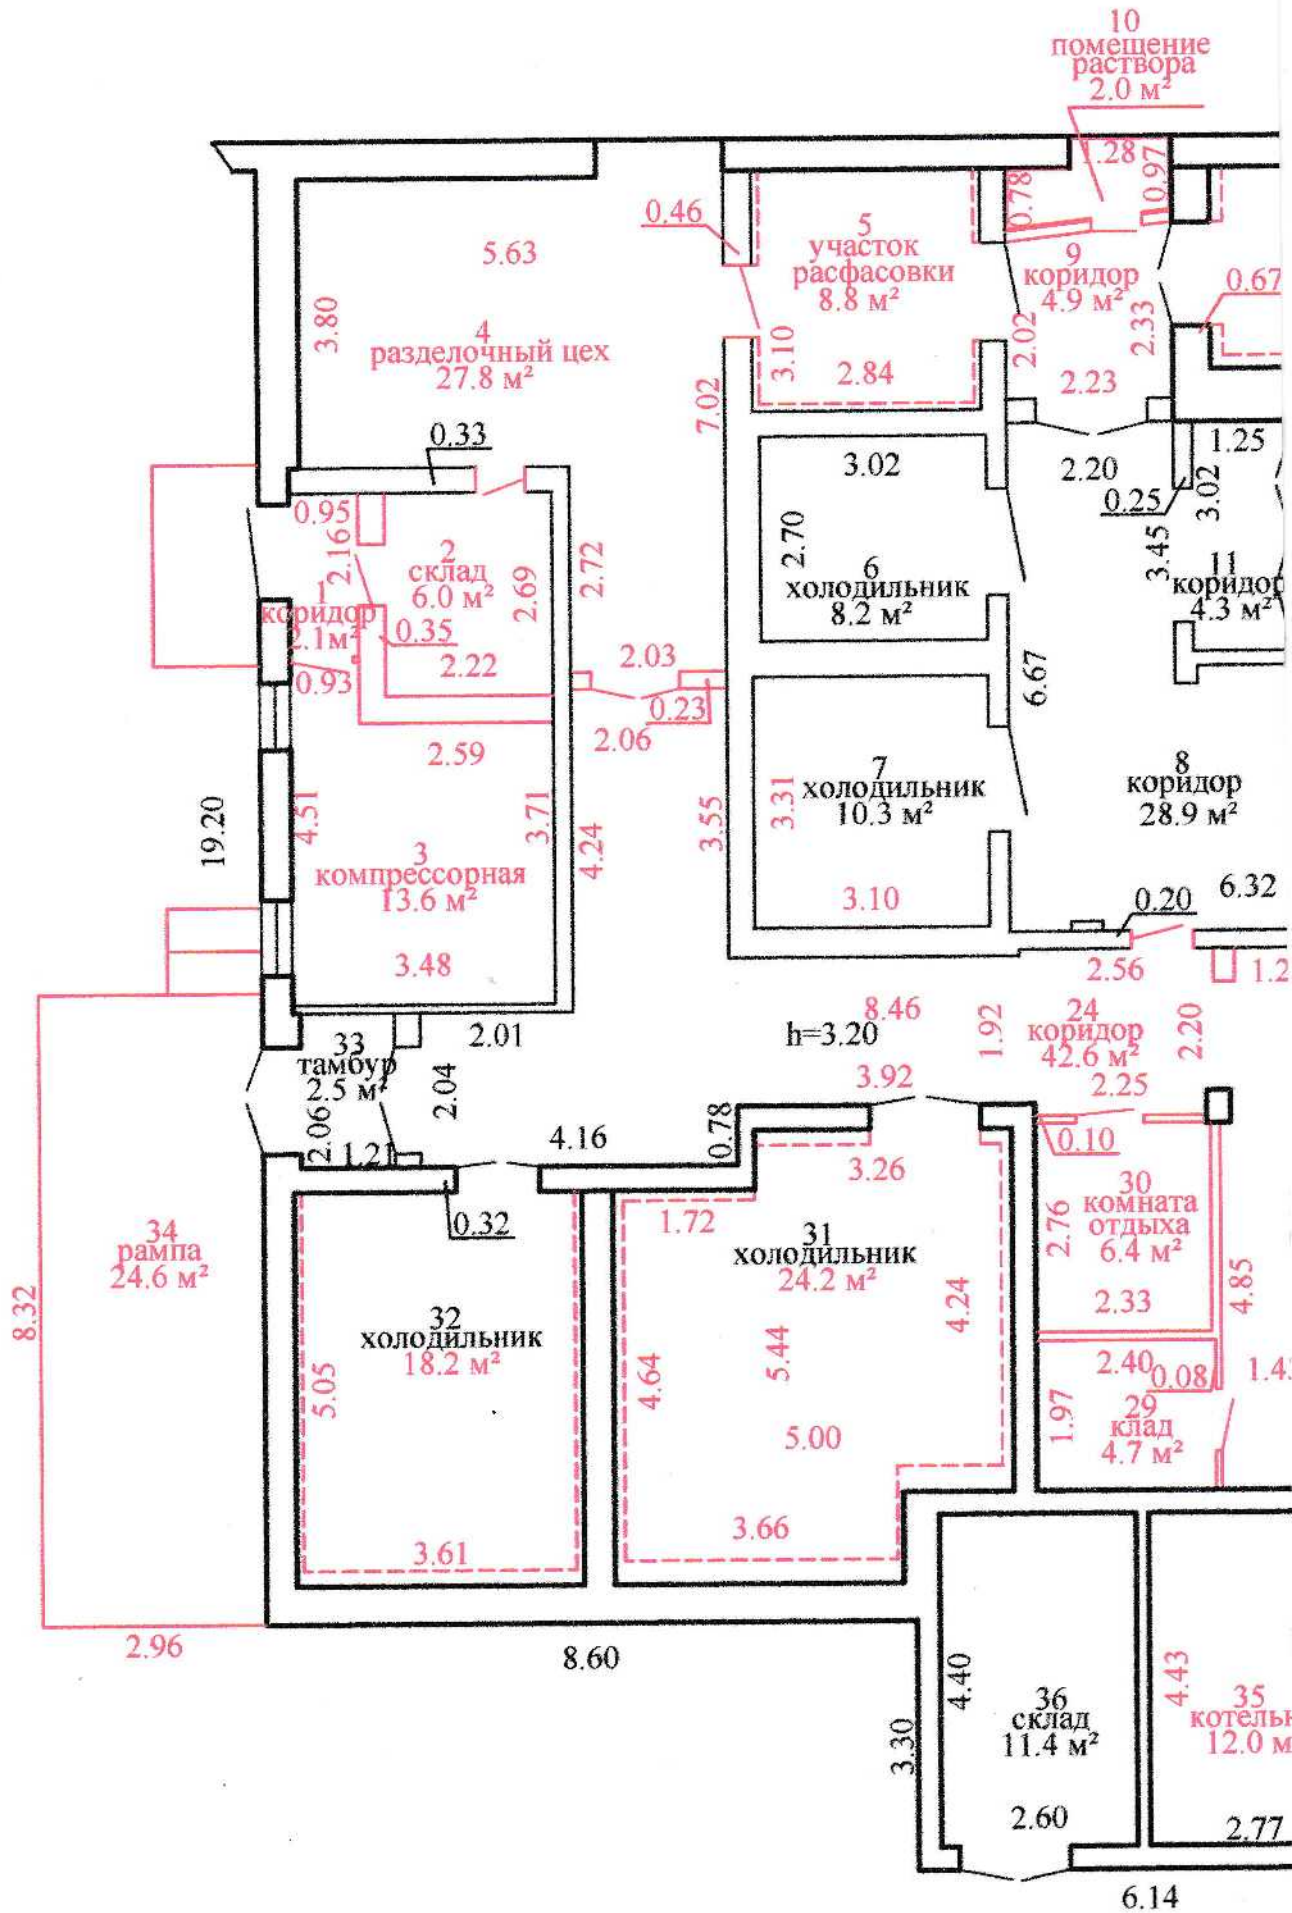 10
помещение
раствора
2.0 м²
1.28
0.97
0.78
0.46
5
участок
расфасовки
8.8 м²
3.10
2.84
9
коридор
4.9 м²
2.02
2.33
2.23
0.67
5.63
3.80
4
разделочный цех
27.8 м²
7.02
0.33
3.02
2.20
1.25
0.25
3.02
3.45
0.95
2.16
2
склад
6.0 м²
2.69
2.72
2.70
6
холодильник
8.2 м²
11
коридор
4.3 м²
1
коридор
2.1м²
0.35
2.22
0.93
2.03
0.23
2.06
6.67
2.59
19.20
4.51
3.71
4.24
3.55
3.31
7
холодильник
10.3 м²
8
коридор
28.9 м²
3
компрессорная
13.6 м²
3.48
3.10
0.20
6.32
2.56
1.2
8.46
h=3.20
1.92
24
коридор
42.6 м²
2.20
2.25
3.92
33
тамбур
2.5 м²
2.01
2.04
2.06
1.21
4.16
0.78
0.10
3.26
30
комната
отдыха
6.4 м²
2.76
2.33
4.85
34
рампа
24.6 м²
8.32
0.32
1.72
31
холодильник
24.2 м²
4.24
32
холодильник
18.2 м²
5.05
4.64
5.44
5.00
2.40
0.08
1.97
29
клад
4.7 м²
3.66
3.61
2.96
8.60
4.40
36
склад
11.4 м²
3.30
2.60
4.43
35
котельн
12.0 м
2.77
6.14